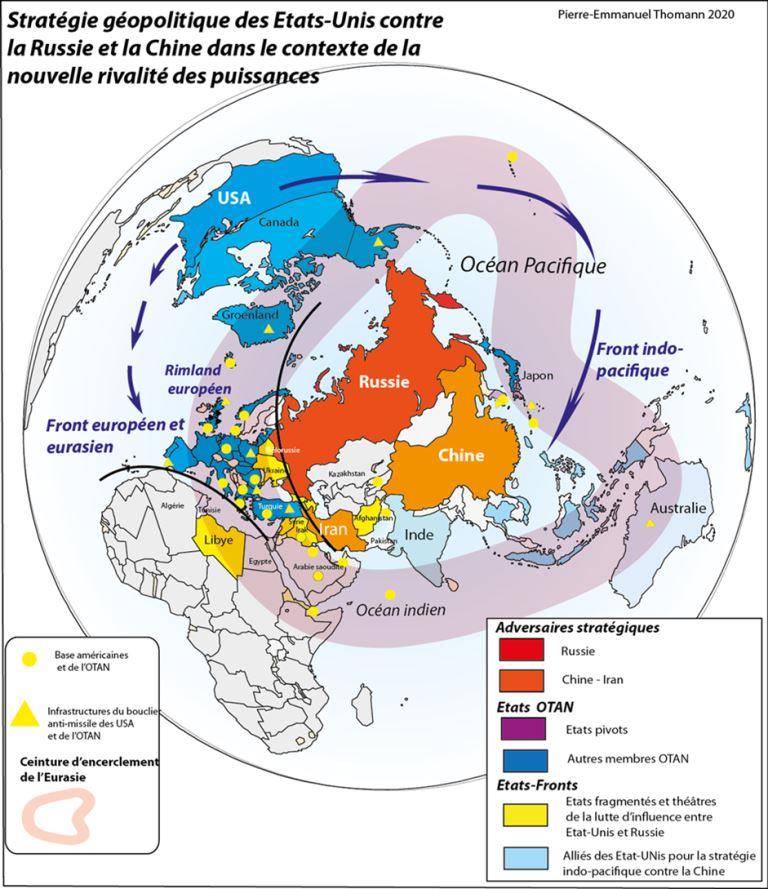 Stratégie géopolitique des Etats-Unis contre
la Russie et la Chine dans le contexte de la
nouvelle rivalité des puissances
Pierre-Emmanuel Thomann 2020
USA
Canada
Océan Pacifique
Groenland
Rimland
européen
Russie
Japon
Front indo-
pacifique
Front européen et
eurasien
Belorussie
Ukraine
Kazakhstan
Chine
Algérie
Tunisie
Turquie
Syrie
Irak
Iran
Afghanistan
Pakistan
Inde
Australie
Libye
Egypte
Arabie saoudite
Océan indien
Base américaines
et de l'OTAN
Infrastructures du bouclier
anti-missile des USA
et de l'OTAN
Ceinture d'encerclement
de l'Eurasie
Adversaires stratégiques
Russie
Chine - Iran
Etats OTAN
Etats pivots
Autres membres OTAN
Etats-Fronts
Etats fragmentés et théâtres
de la lutte d'influence entre
Etat-Unis et Russie
Alliés des Etat-UNis pour la stratégie
indo-pacifique contre la Chine